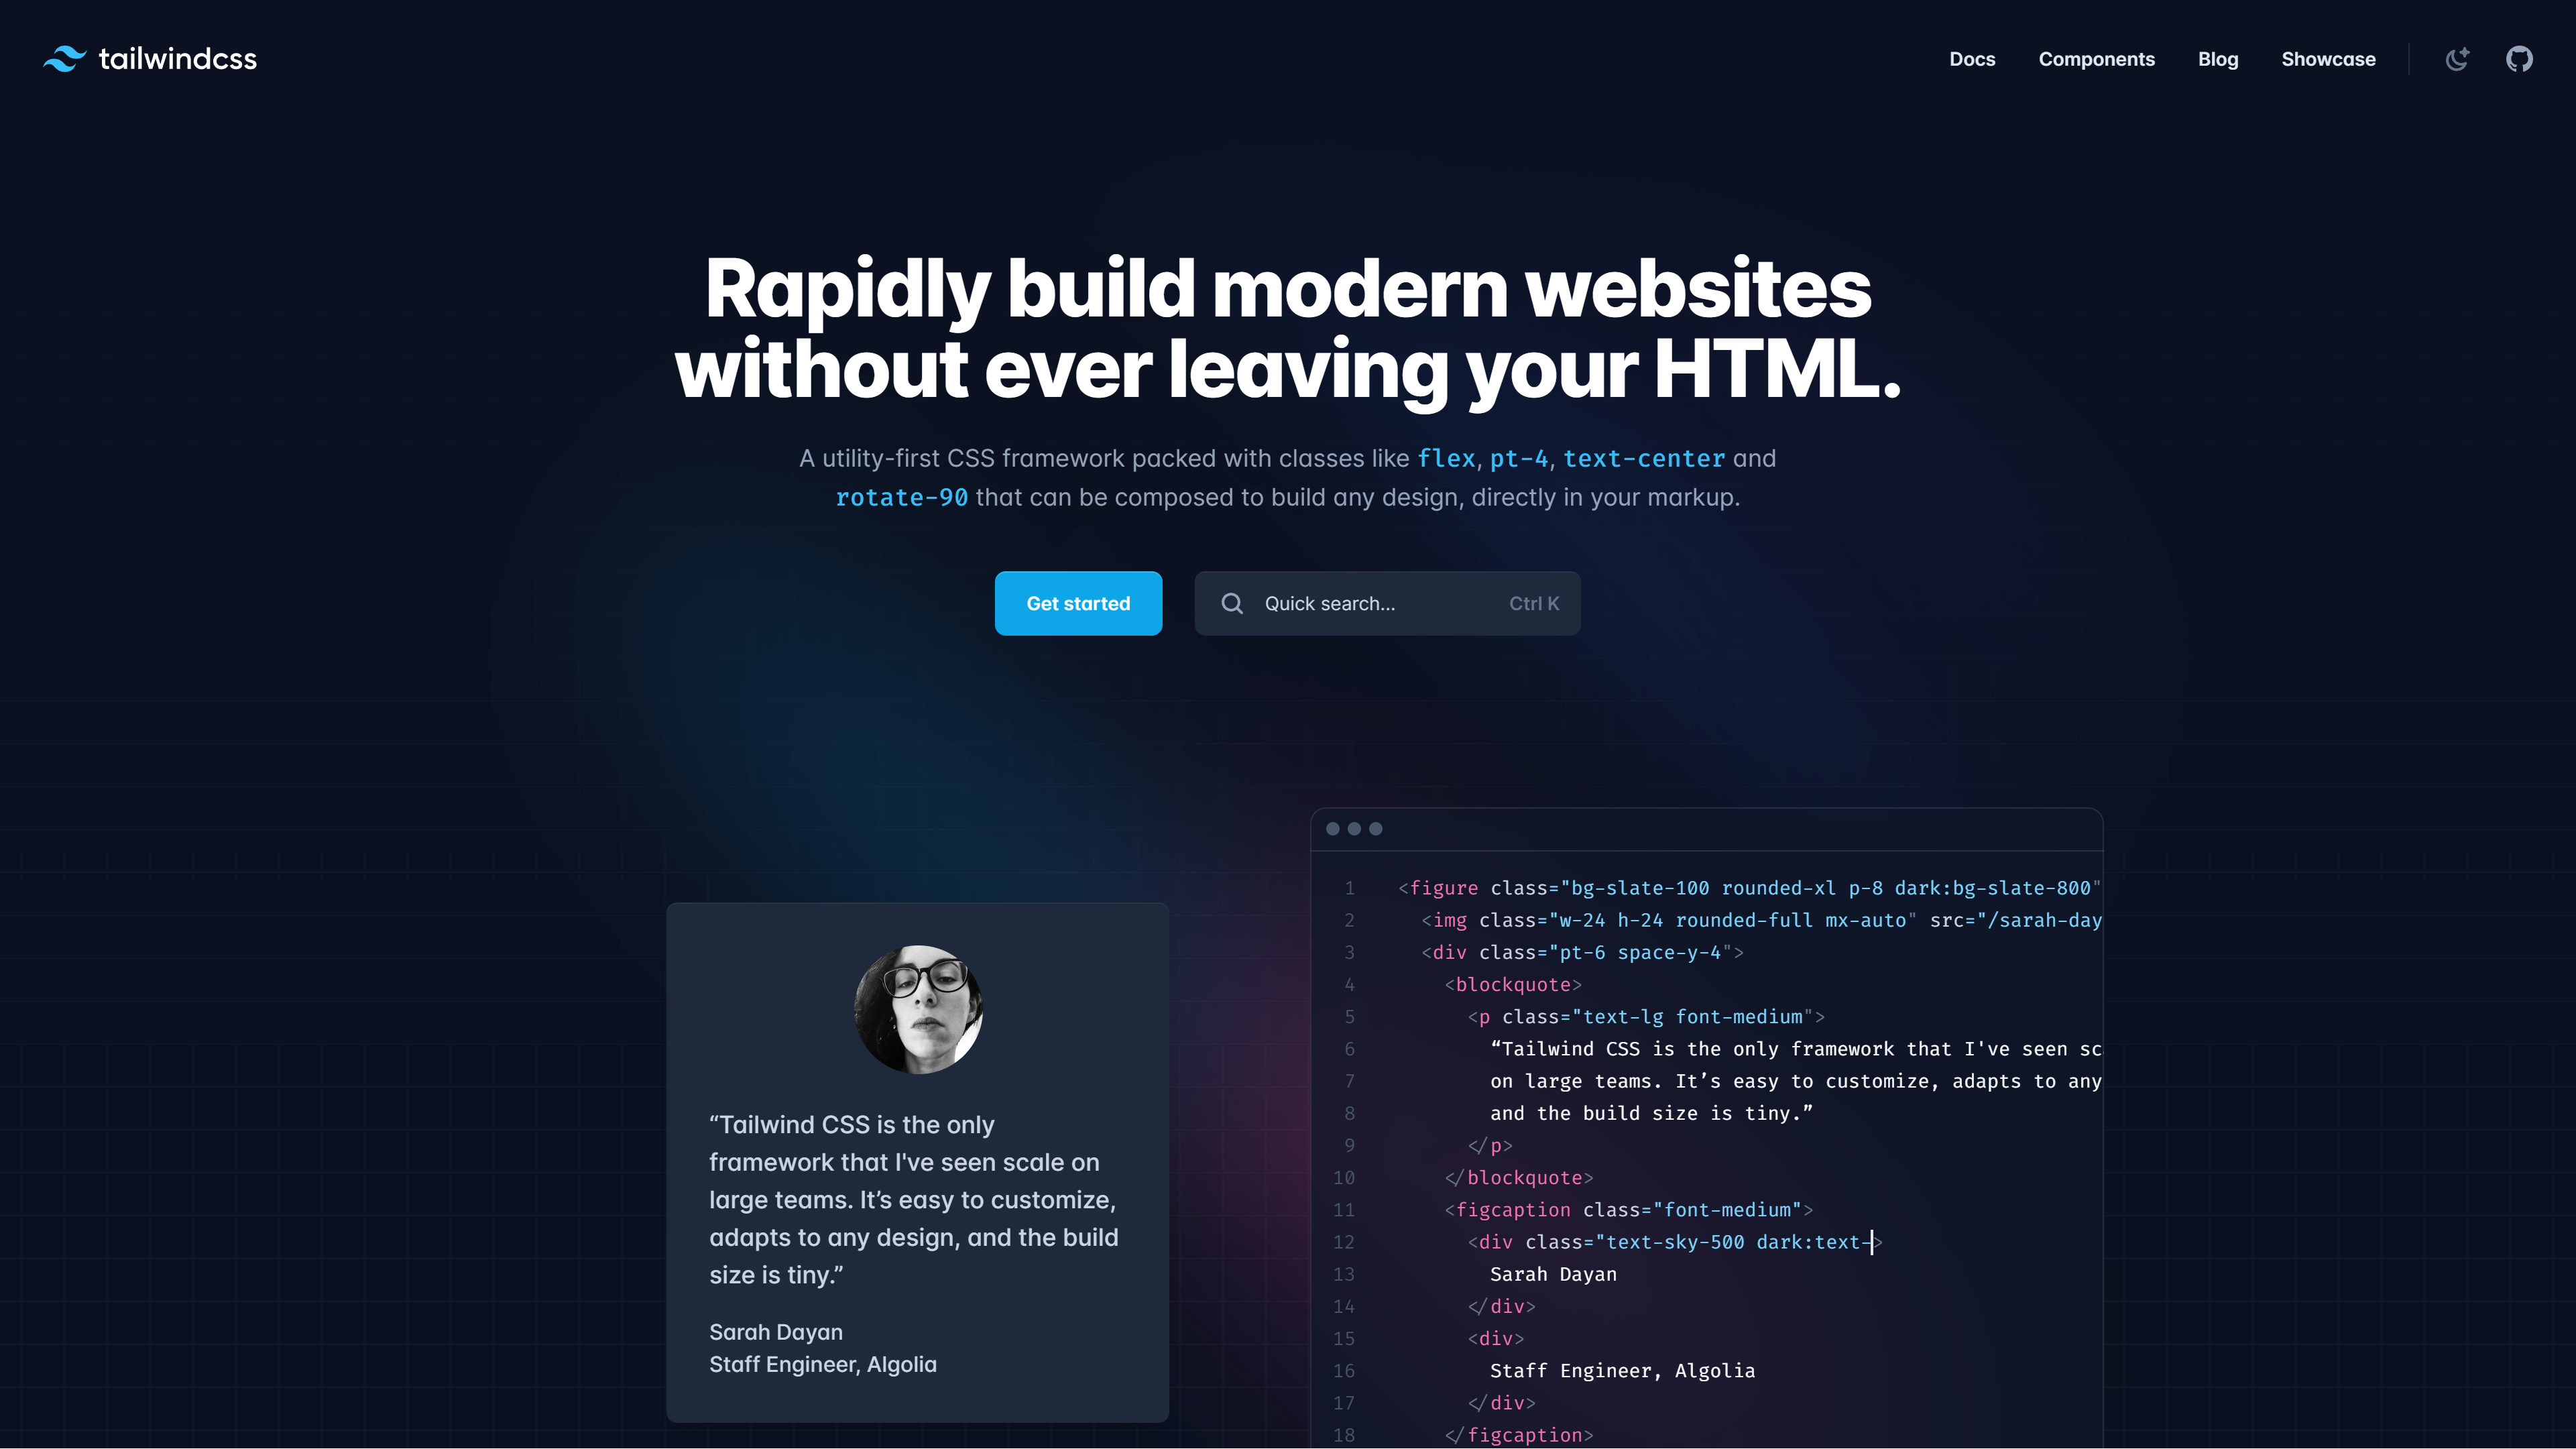 tailwindcss
Docs Components Blog Showcase
Rapidly build modern websites
without ever leaving your HTML.
A utility-first CSS framework packed with classes like flex, pt-4, text-center and
rotate-90 that can be composed to build any design, directly in your markup.
Get started
Quick search... Ctrl K
“Tailwind CSS is the only
framework that I've seen scale on
large teams. It’s easy to customize,
adapts to any design, and the build
size is tiny.”
Sarah Dayan
Staff Engineer, Algolia
1 <figure class="bg-slate-100 rounded-xl p-8 dark:bg-slate-800"
2 <img class="w-24 h-24 rounded-full mx-auto" src="/sarah-day
3 <div class="pt-6 space-y-4">
4 <blockquote>
5 <p class="text-lg font-medium">
6 “Tailwind CSS is the only framework that I've seen sc
7 on large teams. It’s easy to customize, adapts to any
8 and the build size is tiny.”
9 </p>
10 </blockquote>
11 <figcaption class="font-medium">
12 <div class="text-sky-500 dark:text->
13 Sarah Dayan
14 </div>
15 <div>
16 Staff Engineer, Algolia
17 </div>
18 </figcaption>